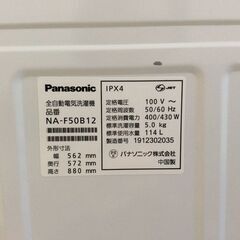 Panasonic
全自動電気洗濯機
品番
NA-F50B12
外形寸法
幅 562 mm
奥行 572 mm
高さ 880 mm
IPX4
JET
定格電圧 100 V～
定格周波数 50/60 Hz
定格消費電力 400/430 W
標準洗濯容量 5.0 kg
標準使用水量 114 L
製造番号 1912302035
パナソニック株式会社
中国製